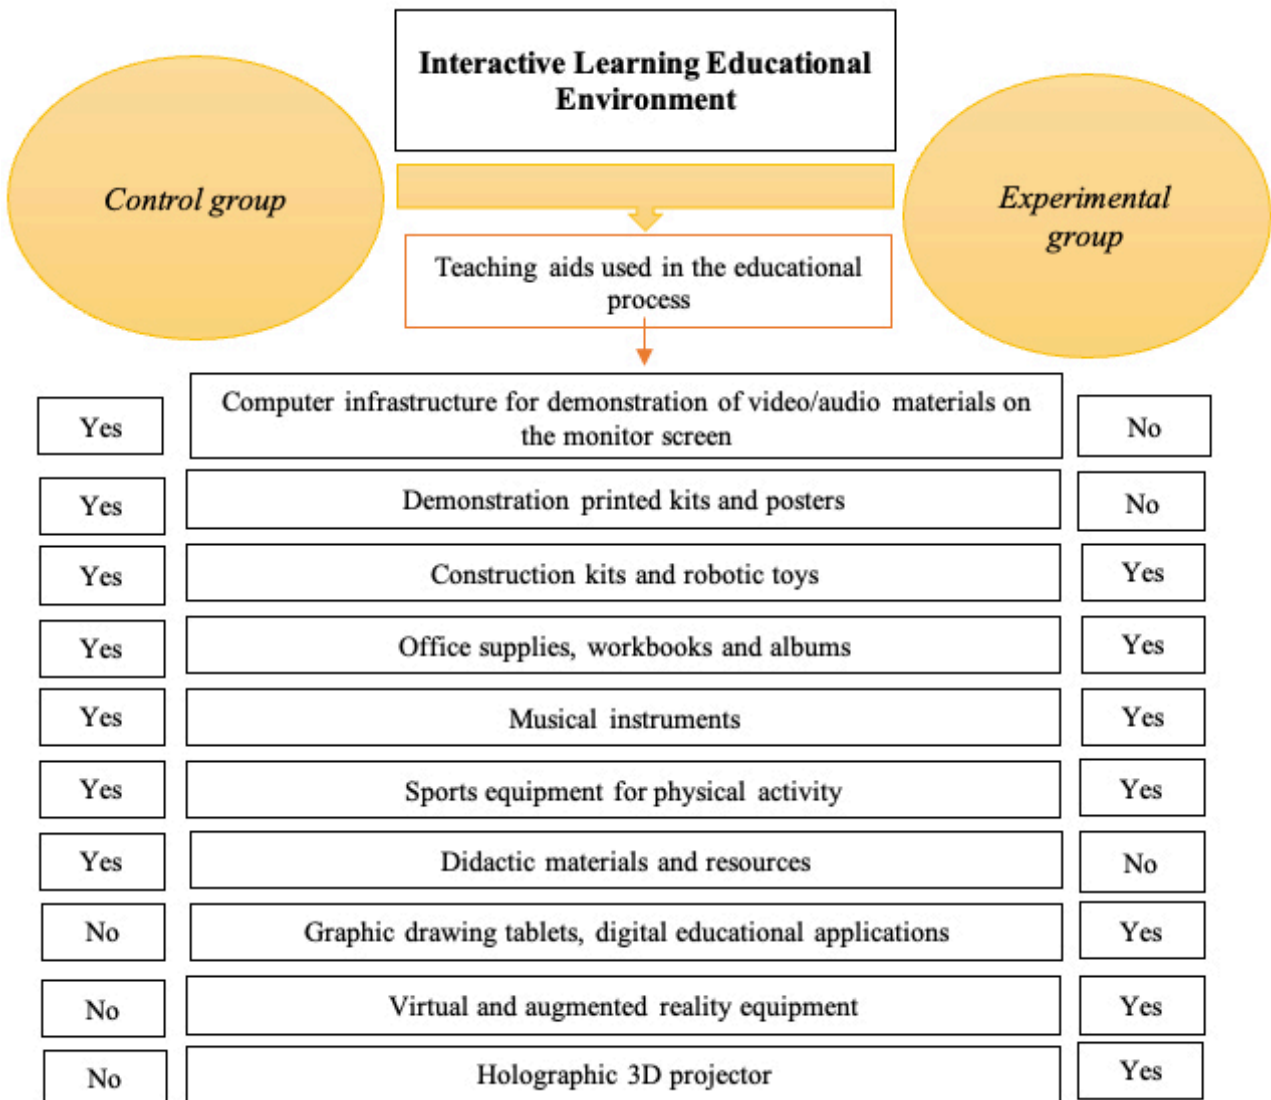 Interactive Learning Educational
Environment
Control group
Experimental
group
Teaching aids used in the educational
process
Yes
Computer infrastructure for demonstration of video/audio materials on
the monitor screen
No
Yes
Demonstration printed kits and posters
No
Yes
Construction kits and robotic toys
Yes
Yes
Office supplies, workbooks and albums
Yes
Yes
Musical instruments
Yes
Yes
Sports equipment for physical activity
Yes
Yes
Didactic materials and resources
No
No
Graphic drawing tablets, digital educational applications
Yes
No
Virtual and augmented reality equipment
Yes
No
Holographic 3D projector
Yes